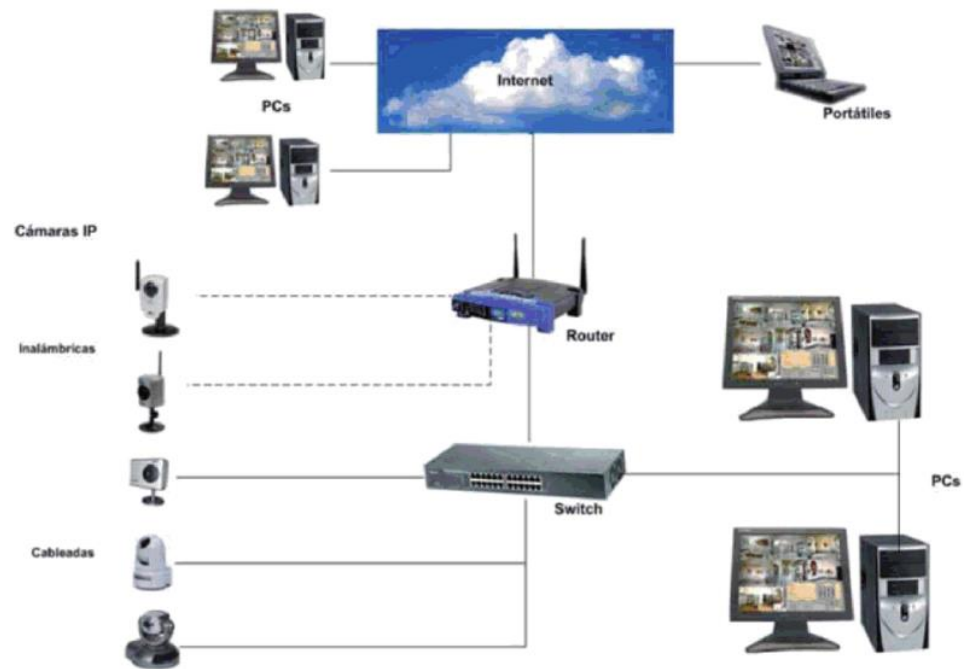 Internet
PCs
Portátiles
Cámaras IP
Router
Inalámbricas
PCs
Switch
Cableadas